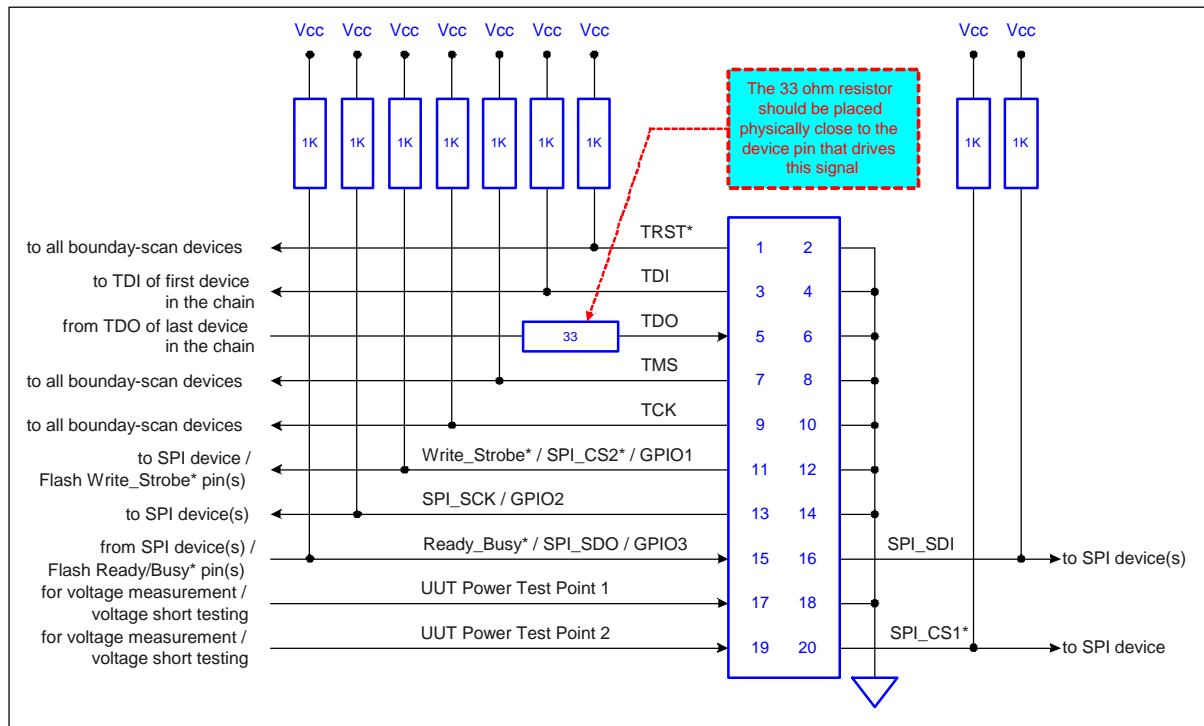 Vcc Vcc Vcc Vcc Vcc Vcc Vcc Vcc Vcc
1K 1K 1K 1K 1K 1K 1K 1K 1K
The 33 ohm resistor
should be placed
physically close to the
device pin that drives
this signal
to all bounday-scan devices TRST* 1 2
to TDI of first device
in the chain
TDI 3 4
from TDO of last device
in the chain
33 TDO 5 6
to all bounday-scan devices TMS 7 8
to all bounday-scan devices TCK 9 10
to SPI device /
Flash Write_Strobe* pin(s)
Write_Strobe* / SPI_CS2* / GPIO1 11 12
to SPI device(s) SPI_SCK / GPIO2 13 14
from SPI device(s) /
Flash Ready/Busy* pin(s)
Ready_Busy* / SPI_SDO / GPIO3 15 16 SPI_SDI to SPI device(s)
for voltage measurement /
voltage short testing
UUT Power Test Point 1 17 18
for voltage measurement /
voltage short testing
UUT Power Test Point 2 19 20 SPI_CS1* to SPI device